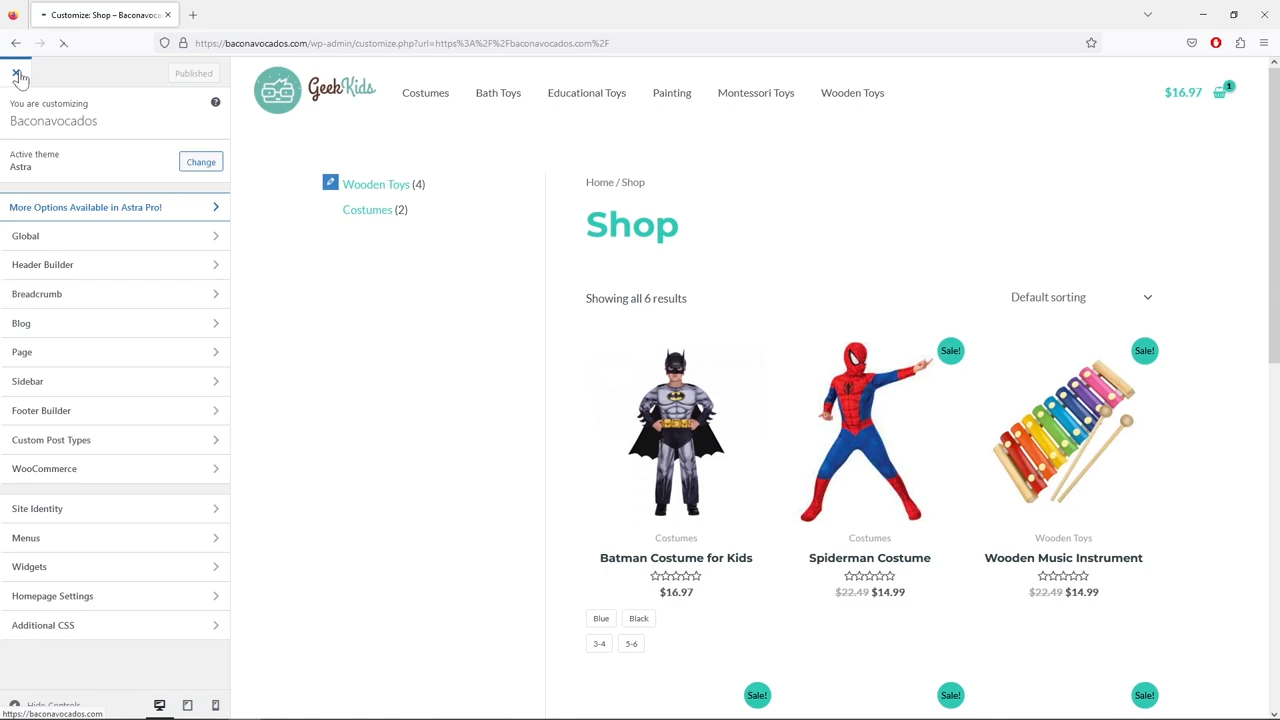 Customize: Shop – Baconavoca
https://baconavocados.com/wp-admin/customize.php?url=https%3A%2F%2Fbaconavocados.com%2F
Published
You are customizing
Baconavocados
Active theme
Astra
Change
More Options Available in Astra Pro!
Global
Header Builder
Breadcrumb
Blog
Page
Sidebar
Footer Builder
Custom Post Types
WooCommerce
Site Identity
Menus
Widgets
Homepage Settings
Additional CSS
Hide Controls
https://baconavocados.com
GeekKids
Costumes
Bath Toys
Educational Toys
Painting
Montessori Toys
Wooden Toys
$16.97
1
Wooden Toys (4)
Costumes (2)
Home / Shop
Shop
Showing all 6 results
Default sorting
Sale!
Sale!
Costumes
Batman Costume for Kids
$16.97
Blue
Black
3-4
5-6
Costumes
Spiderman Costume
$22.49 $14.99
Wooden Toys
Wooden Music Instrument
$22.49 $14.99
Sale!
Sale!
Sale!